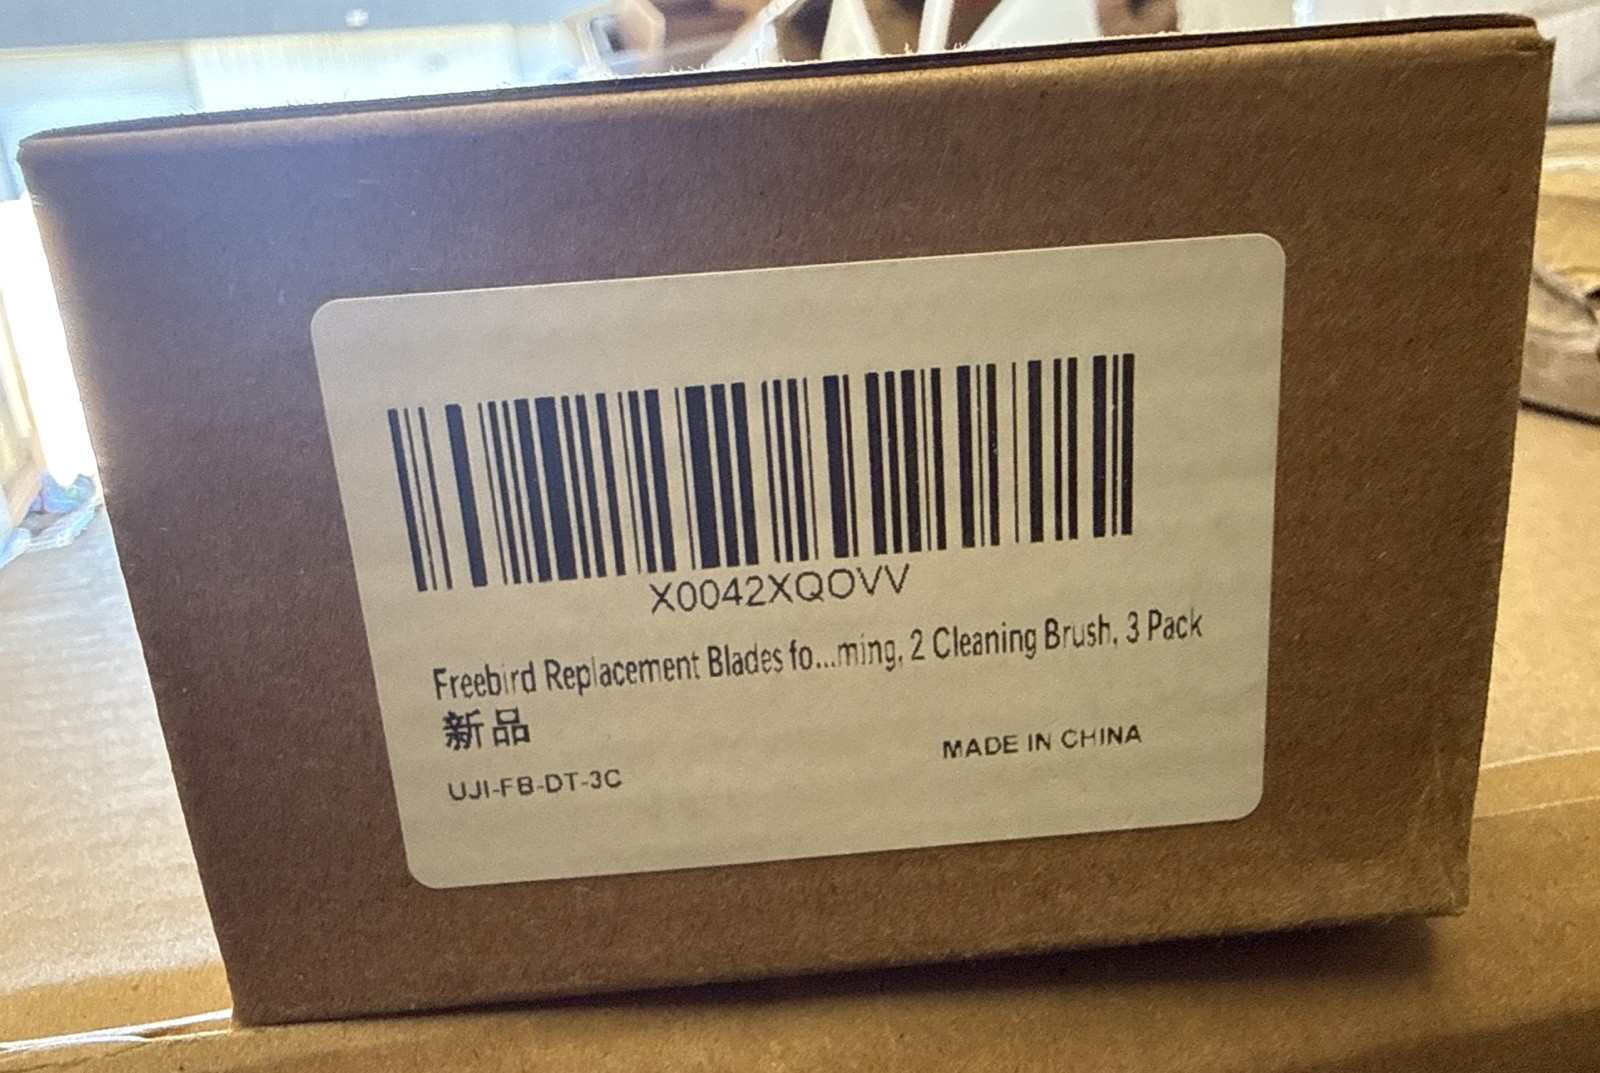 X0042XQOVV
Freebird Replacement Blades fo...ming, 2 Cleaning Brush, 3 Pack
新品
MADE IN CHINA
UJI-FB-DT-3C